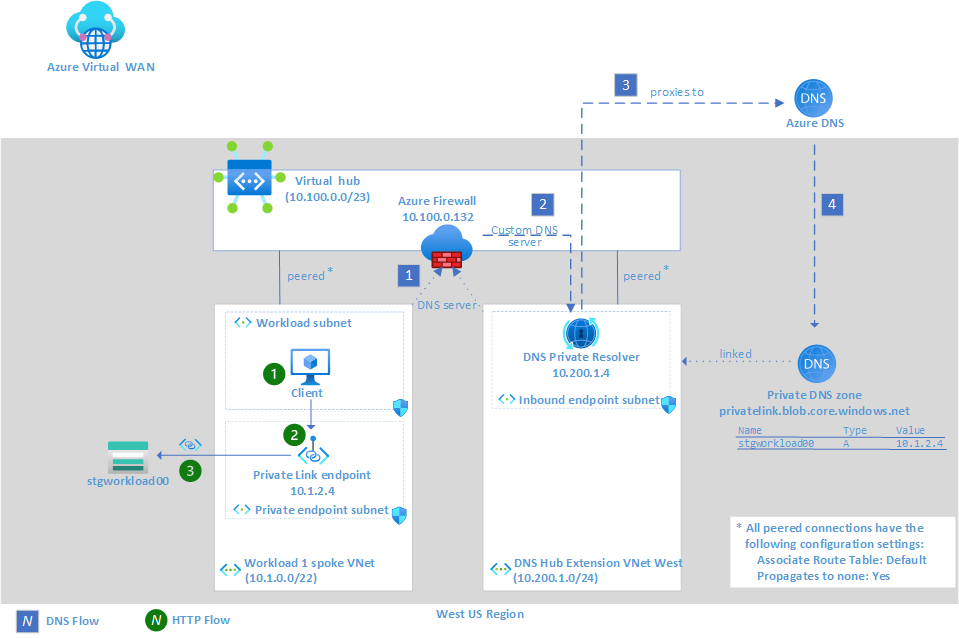 Azure Virtual WAN
3
proxies to
DNS
Azure DNS
Virtual hub
(10.100.0.0/23)
Azure Firewall
10.100.0.132
2
Custom DNS
server
4
peered *
1
peered *
DNS server
Workload subnet
1
Client
2
3
stgworkload00
Private Link endpoint
10.1.2.4
Private endpoint subnet
Workload 1 spoke VNet
(10.1.0.0/22)
DNS Private Resolver
10.200.1.4
Inbound endpoint subnet
DNS Hub Extension VNet West
(10.200.1.0/24)
linked
DNS
Private DNS zone
privatelink.blob.core.windows.net
Name Type Value
stgworkload00 A 10.1.2.4
* All peered connections have the
following configuration settings:
Associate Route Table: Default
Propagates to none: Yes
N DNS Flow
N HTTP Flow
West US Region